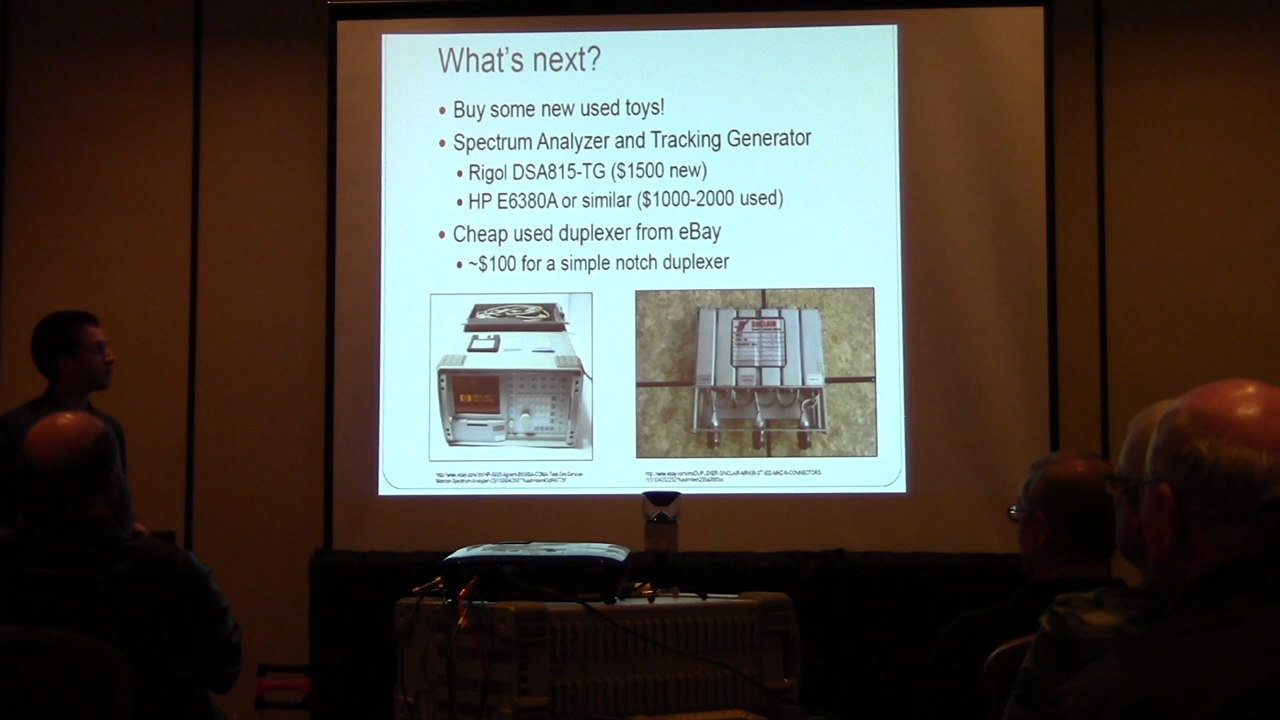 What's next?
• Buy some new used toys!
• Spectrum Analyzer and Tracking Generator
• Rigol DSA815-TG ($1500 new)
• HP E6380A or similar ($1000-2000 used)
• Cheap used duplexer from eBay
• ~$100 for a simple notch duplexer
SINCLAIR